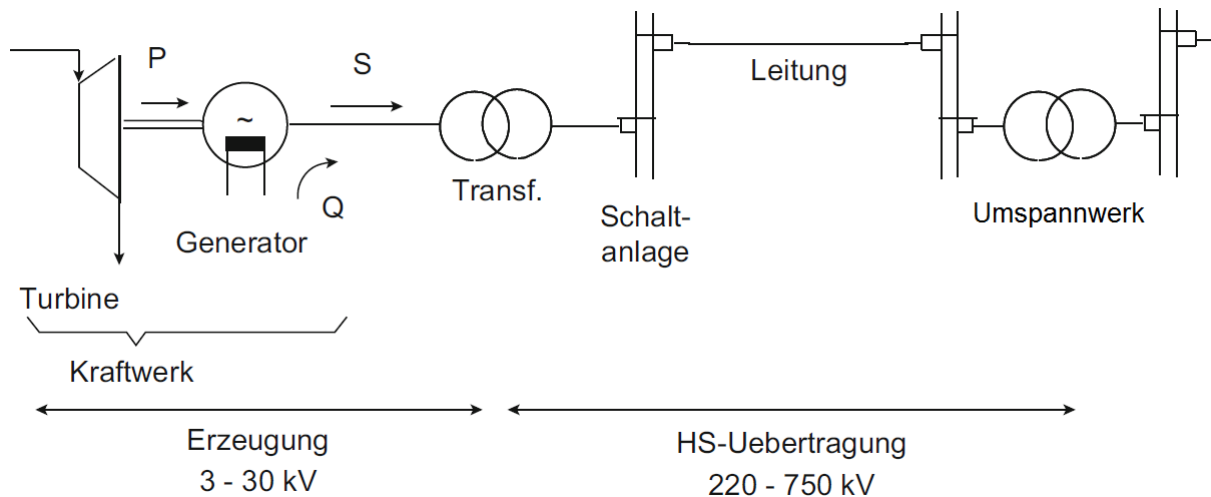 P
S
Leitung
~
Q
Transf.
Generator
Schalt-
anlage
Umspannwerk
Turbine
Kraftwerk
Erzeugung
3 - 30 kV
HS-Uebertragung
220 - 750 kV